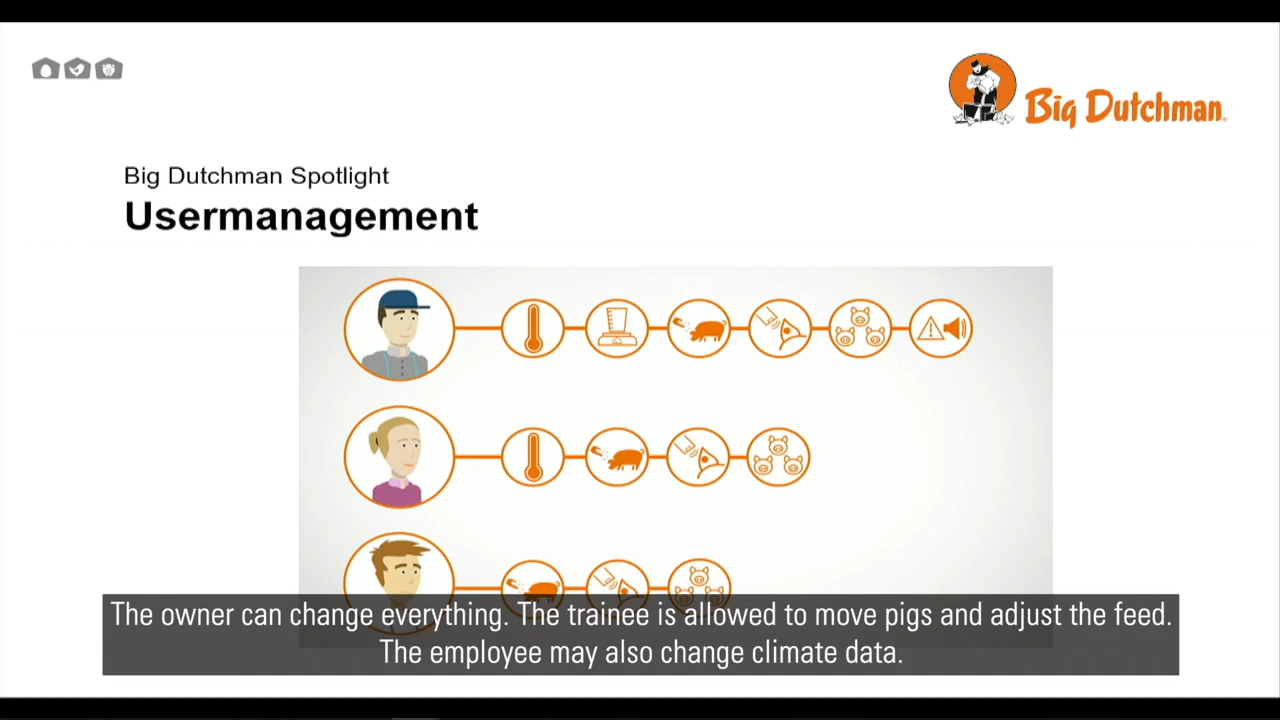 Big Dutchman
Big Dutchman Spotlight
Usermanagement
The owner can change everything. The trainee is allowed to move pigs and adjust the feed.
The employee may also change climate data.